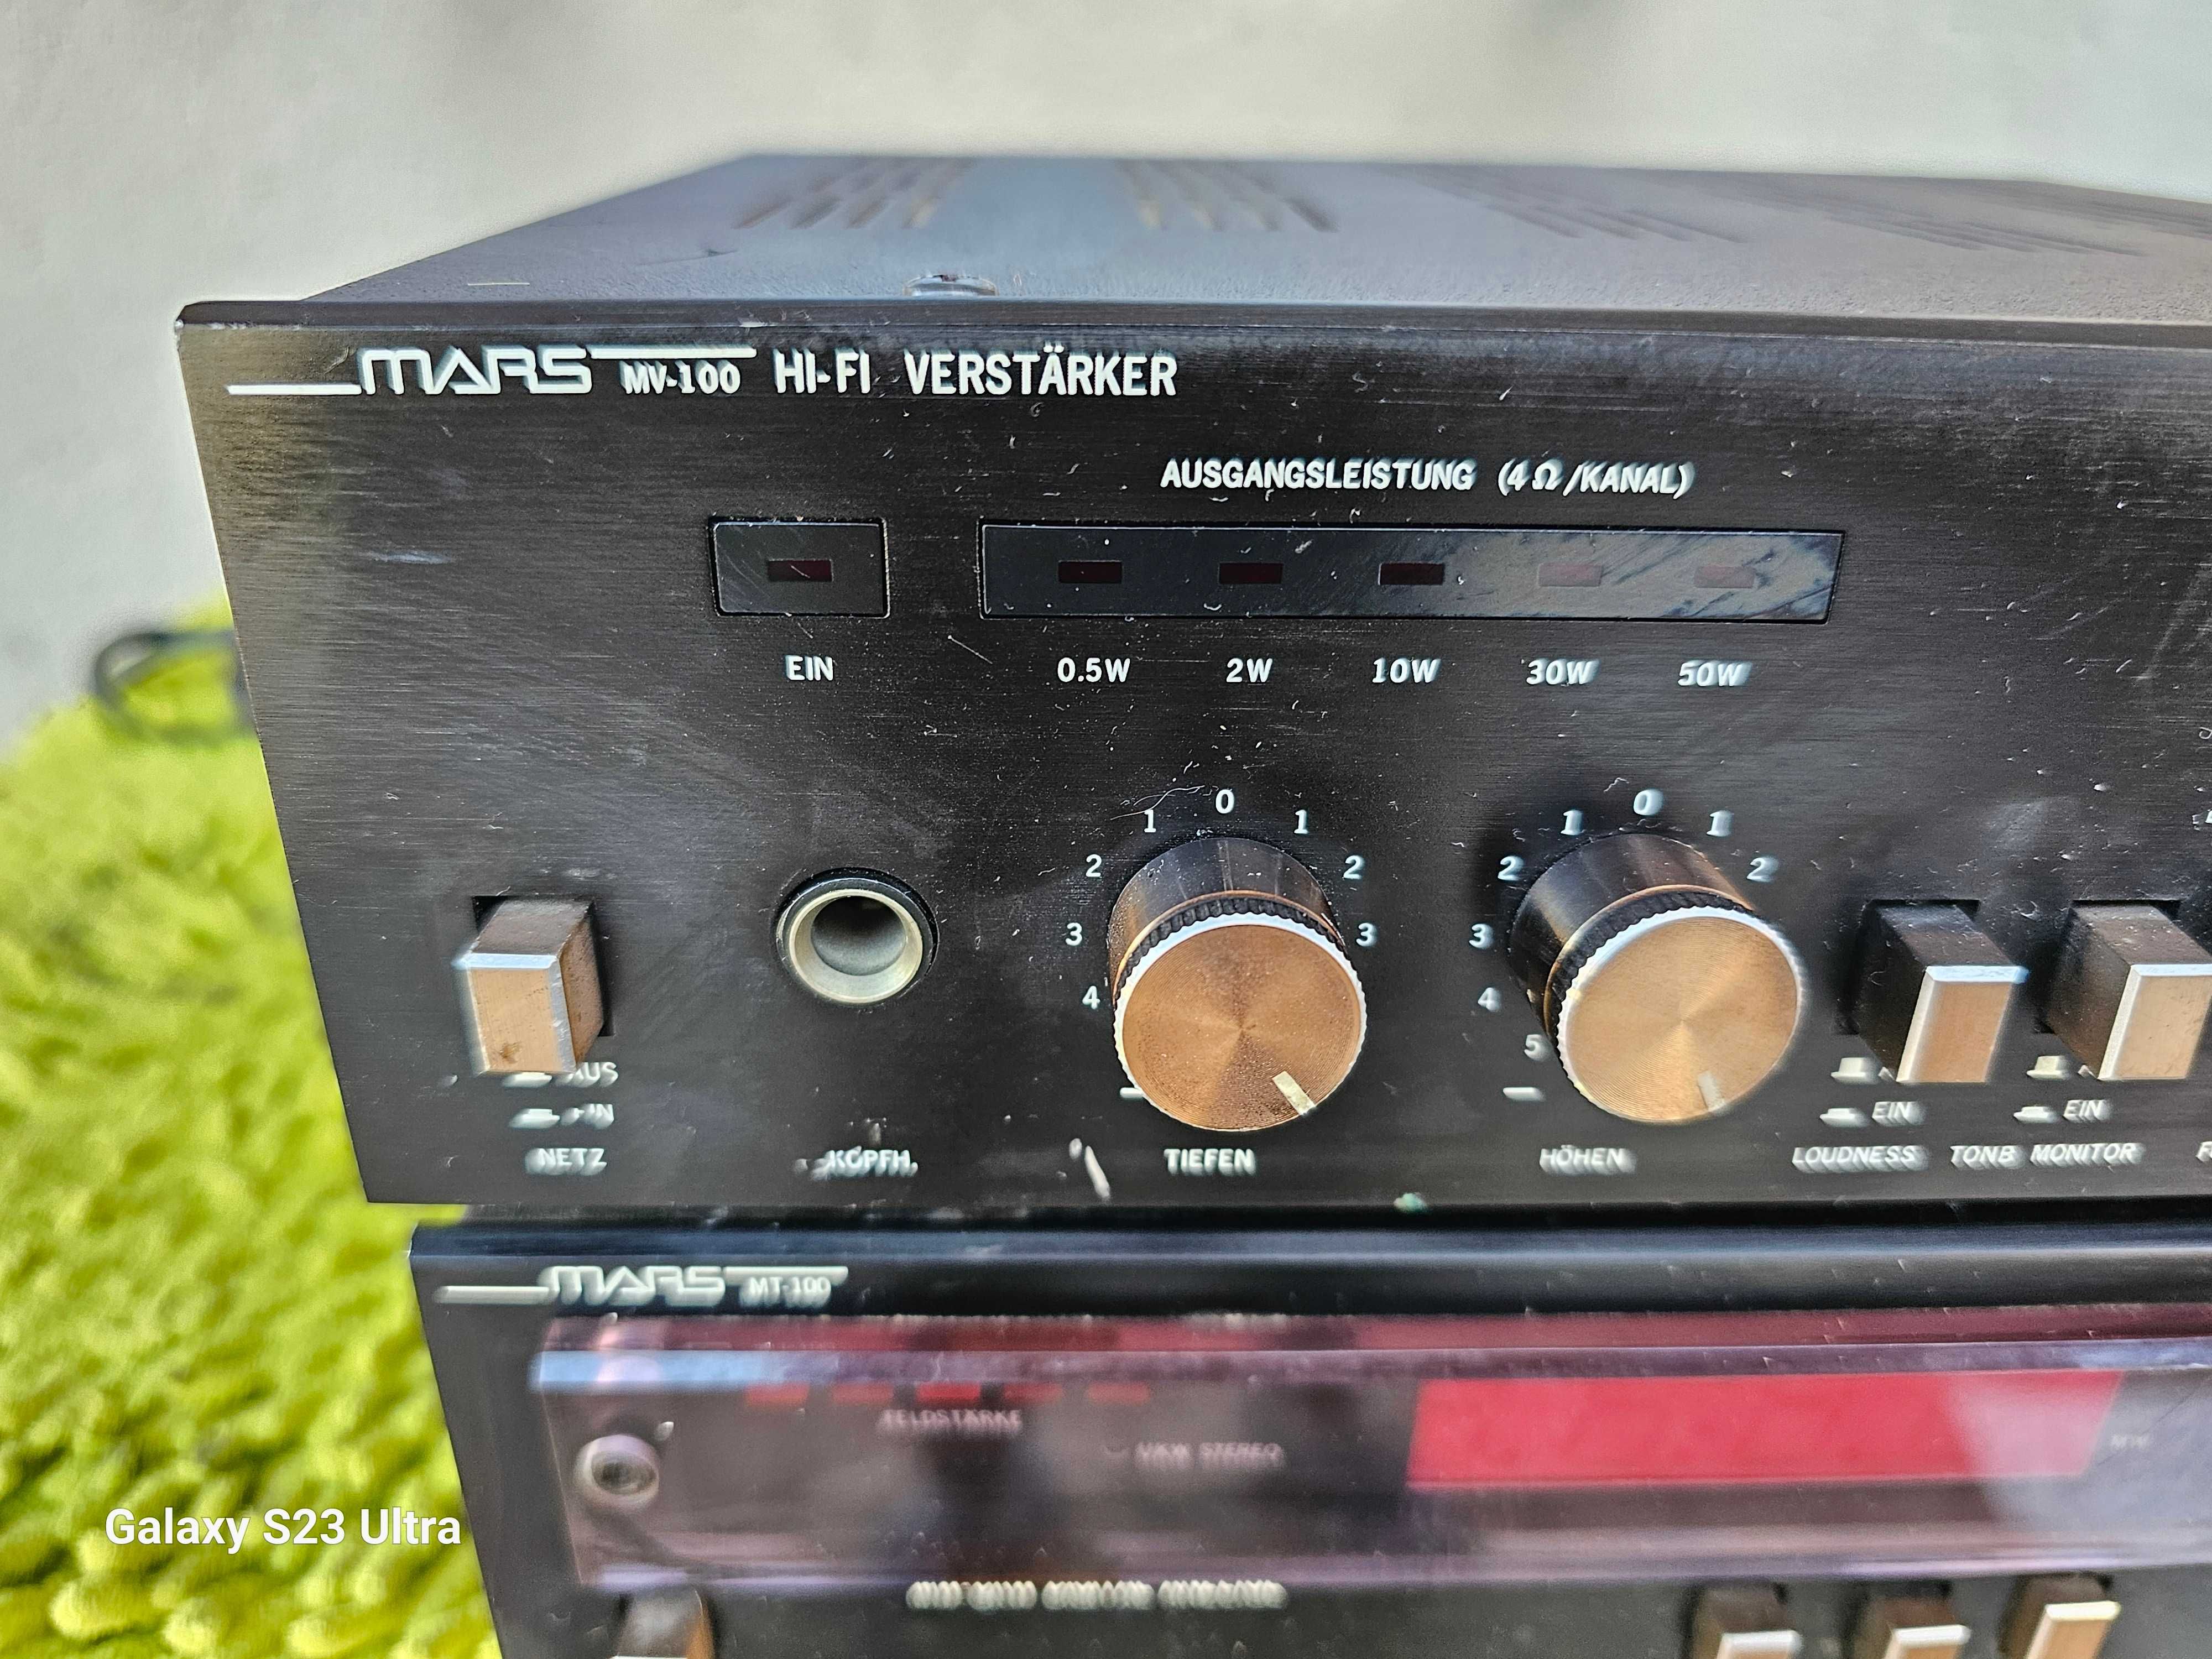 MARS MV-100 HI-FI VERSTÄRKER
AUSGANGSLEISTUNG (4 Ω/KANAL)
EIN 0.5W 2W 10W 30W 50W
0 0
1 1 1 1
2 2 2 2
3 3 3
4 4
5
AUS
EIN EIN
NETZ KOPFH. TIEFEN HÖHEN LOUDNESS TONB MONITOR
MARS MT-100
FELDSTÄRKE
UKW STEREO
MW
Galaxy S23 Ultra